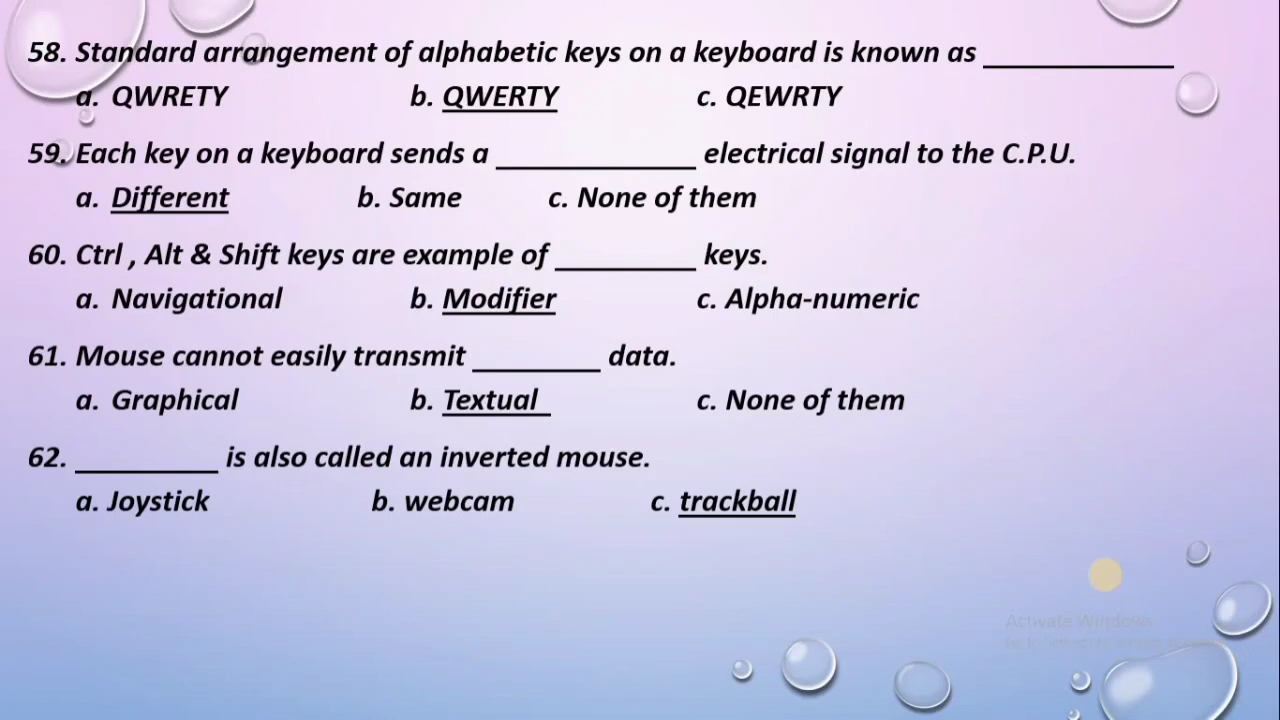 58. Standard arrangement of alphabetic keys on a keyboard is known as ____________
a. QWRETY b. QWERTY c. QEWRTY
59. Each key on a keyboard sends a ____________ electrical signal to the C.P.U.
a. Different b. Same c. None of them
60. Ctrl , Alt & Shift keys are example of _________ keys.
a. Navigational b. Modifier c. Alpha-numeric
61. Mouse cannot easily transmit ________ data.
a. Graphical b. Textual c. None of them
62. _________ is also called an inverted mouse.
a. Joystick b. webcam c. trackball
Activate Windows